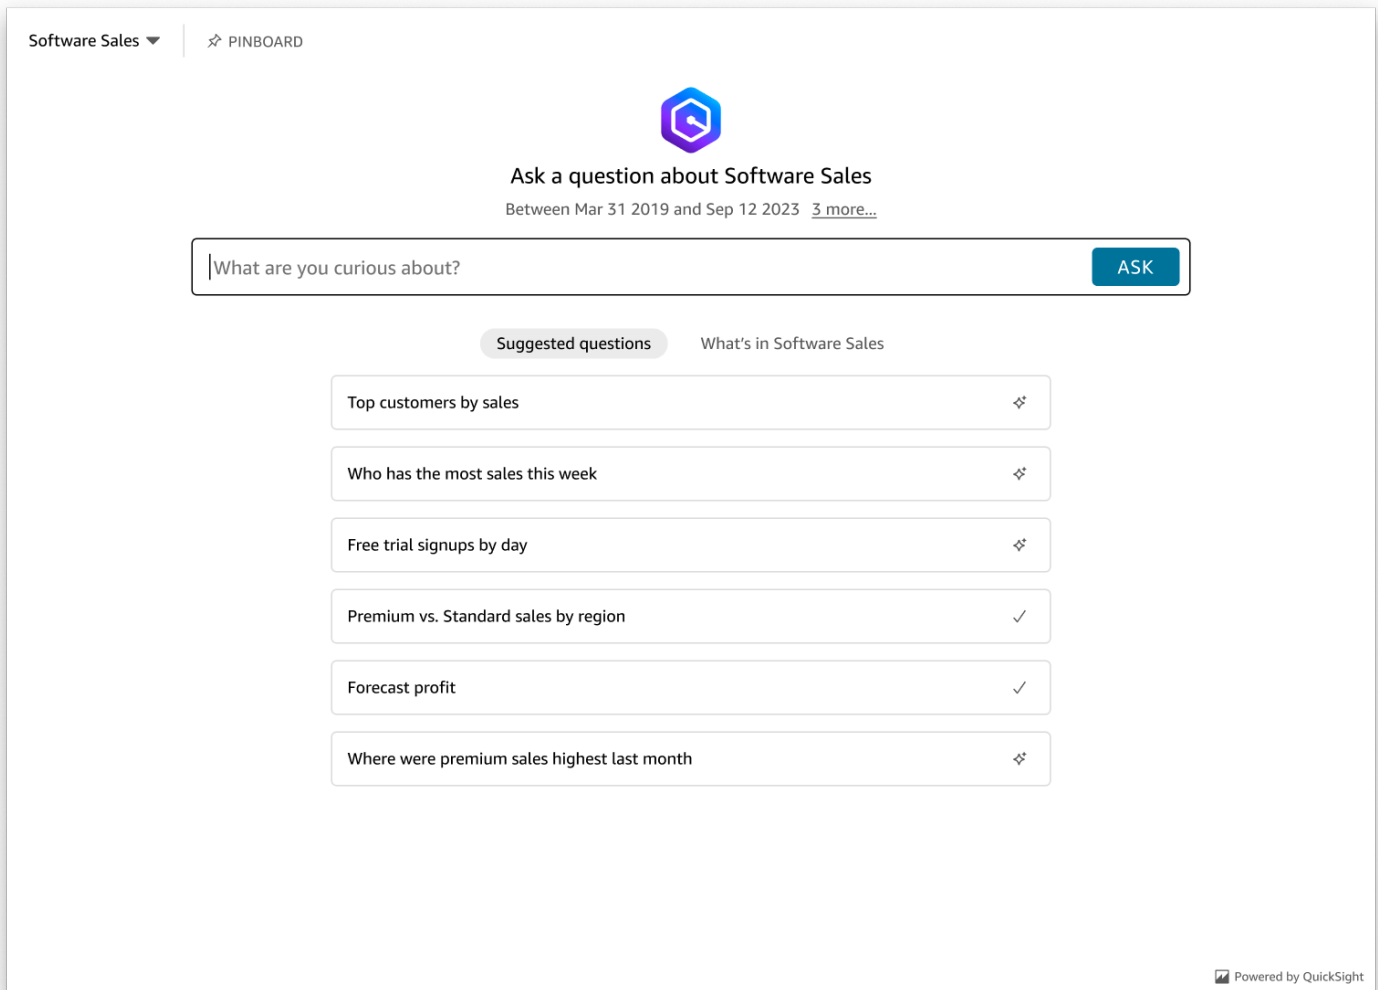 Software Sales
PINBOARD
Ask a question about Software Sales
Between Mar 31 2019 and Sep 12 2023 3 more...
What are you curious about?
ASK
Suggested questions
What's in Software Sales
Top customers by sales
Who has the most sales this week
Free trial signups by day
Premium vs. Standard sales by region
Forecast profit
Where were premium sales highest last month
Powered by QuickSight